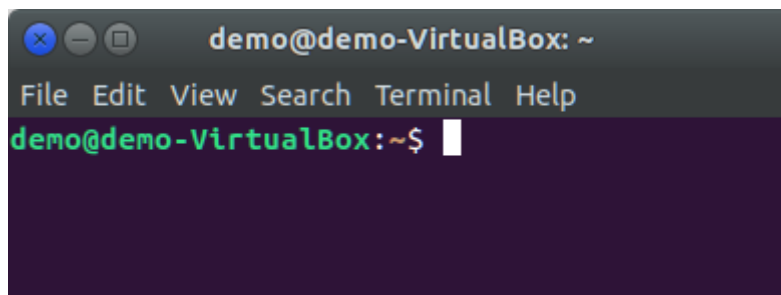 demo@demo-VirtualBox: ~
File Edit View Search Terminal Help
demo@demo-VirtualBox:~$